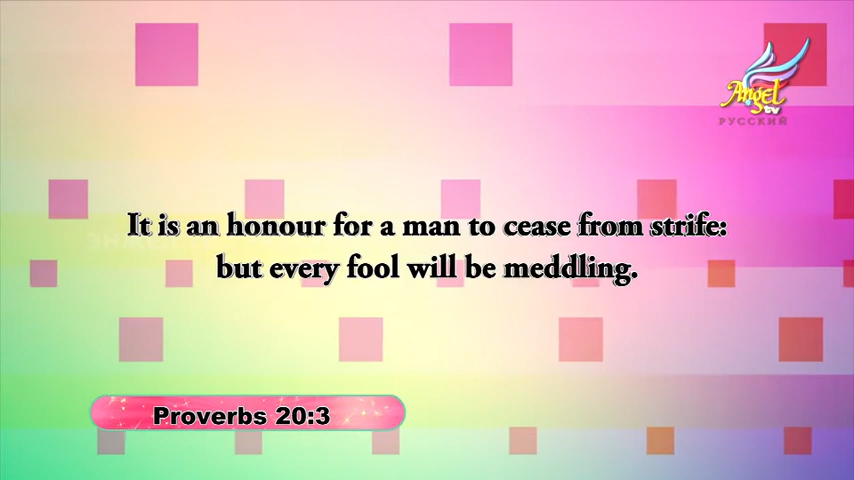 Angel
tv
РУССКИЙ
It is an honour for a man to cease from strife:
but every fool will be meddling.
Proverbs 20:3